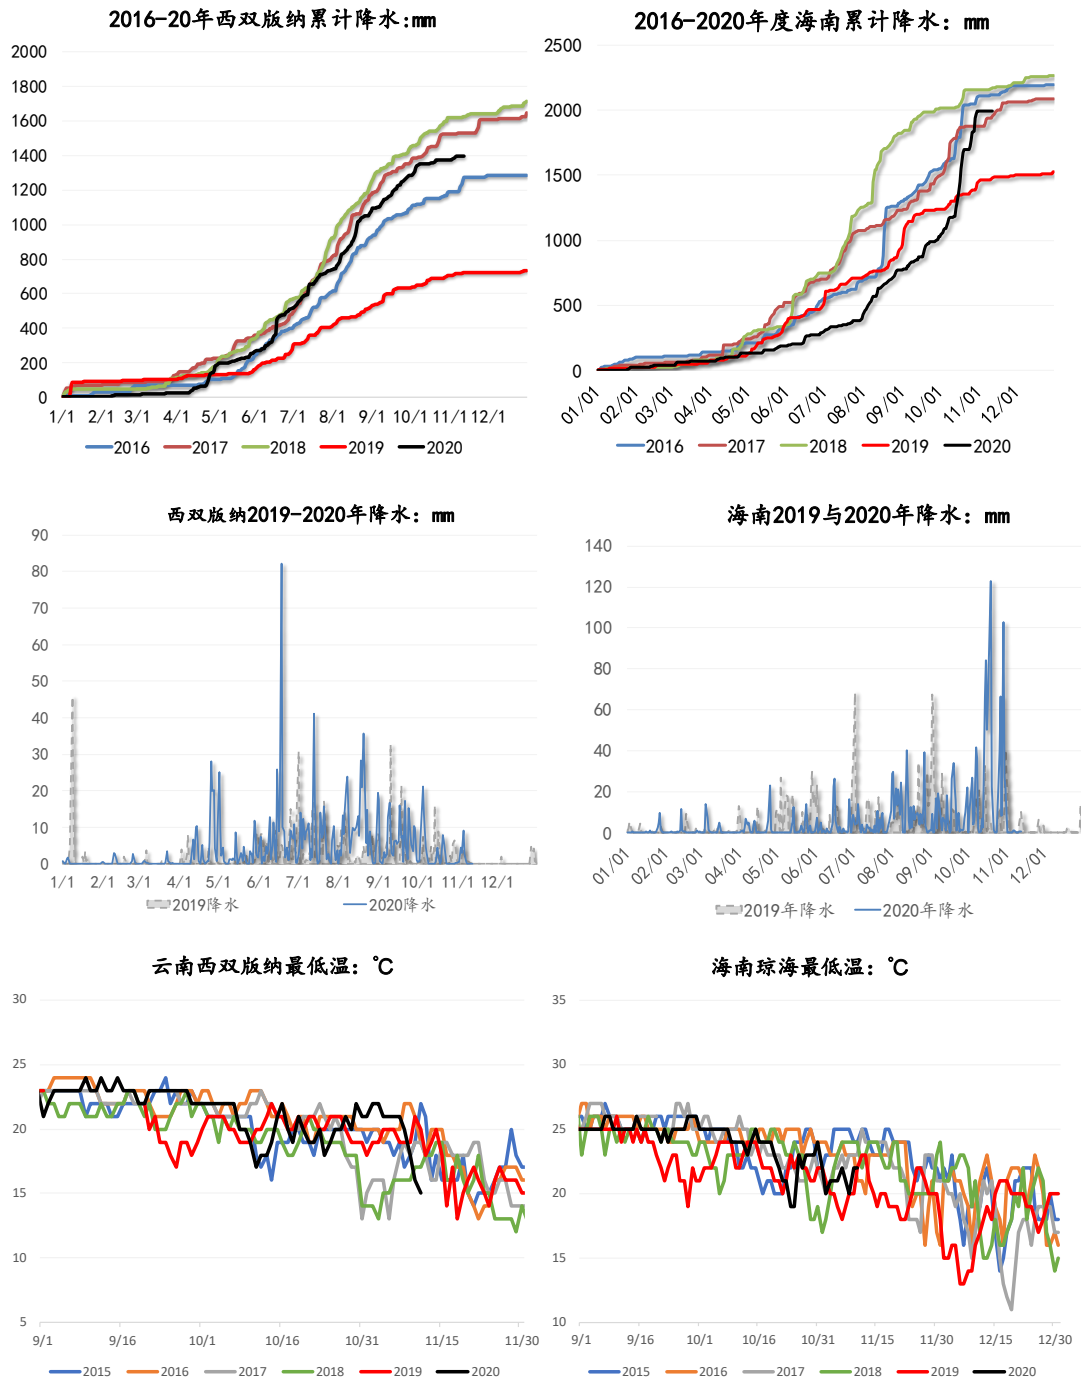 2016-20年西双版纳累计降水:mm
2000
1800
1600
1400
1200
1000
800
600
400
200
0
1/1 2/1 3/1 4/1 5/1 6/1 7/1 8/1 9/1 10/1 11/1 12/1
2016 2017 2018 2019 2020
2016-2020年度海南累计降水：mm
2500
2000
1500
1000
500
0
01/01 02/01 03/01 04/01 05/01 06/01 07/01 08/01 09/01 10/01 11/01 12/01
2016 2017 2018 2019 2020
西双版纳2019-2020年降水：mm
90
80
70
60
50
40
30
20
10
0
1/1 2/1 3/1 4/1 5/1 6/1 7/1 8/1 9/1 10/1 11/1 12/1
2019降水 2020降水
海南2019与2020年降水：mm
140
120
100
80
60
40
20
0
01/01 02/01 03/01 04/01 05/01 06/01 07/01 08/01 09/01 10/01 11/01 12/01
2019年降水 2020年降水
云南西双版纳最低温：℃
30
25
20
15
10
5
9/1 9/16 10/1 10/16 10/31 11/15 11/30
2015 2016 2017 2018 2019 2020
海南琼海最低温：℃
35
30
25
20
15
10
9/1 9/16 10/1 10/16 10/31 11/15 11/30 12/15 12/30
2015 2016 2017 2018 2019 2020